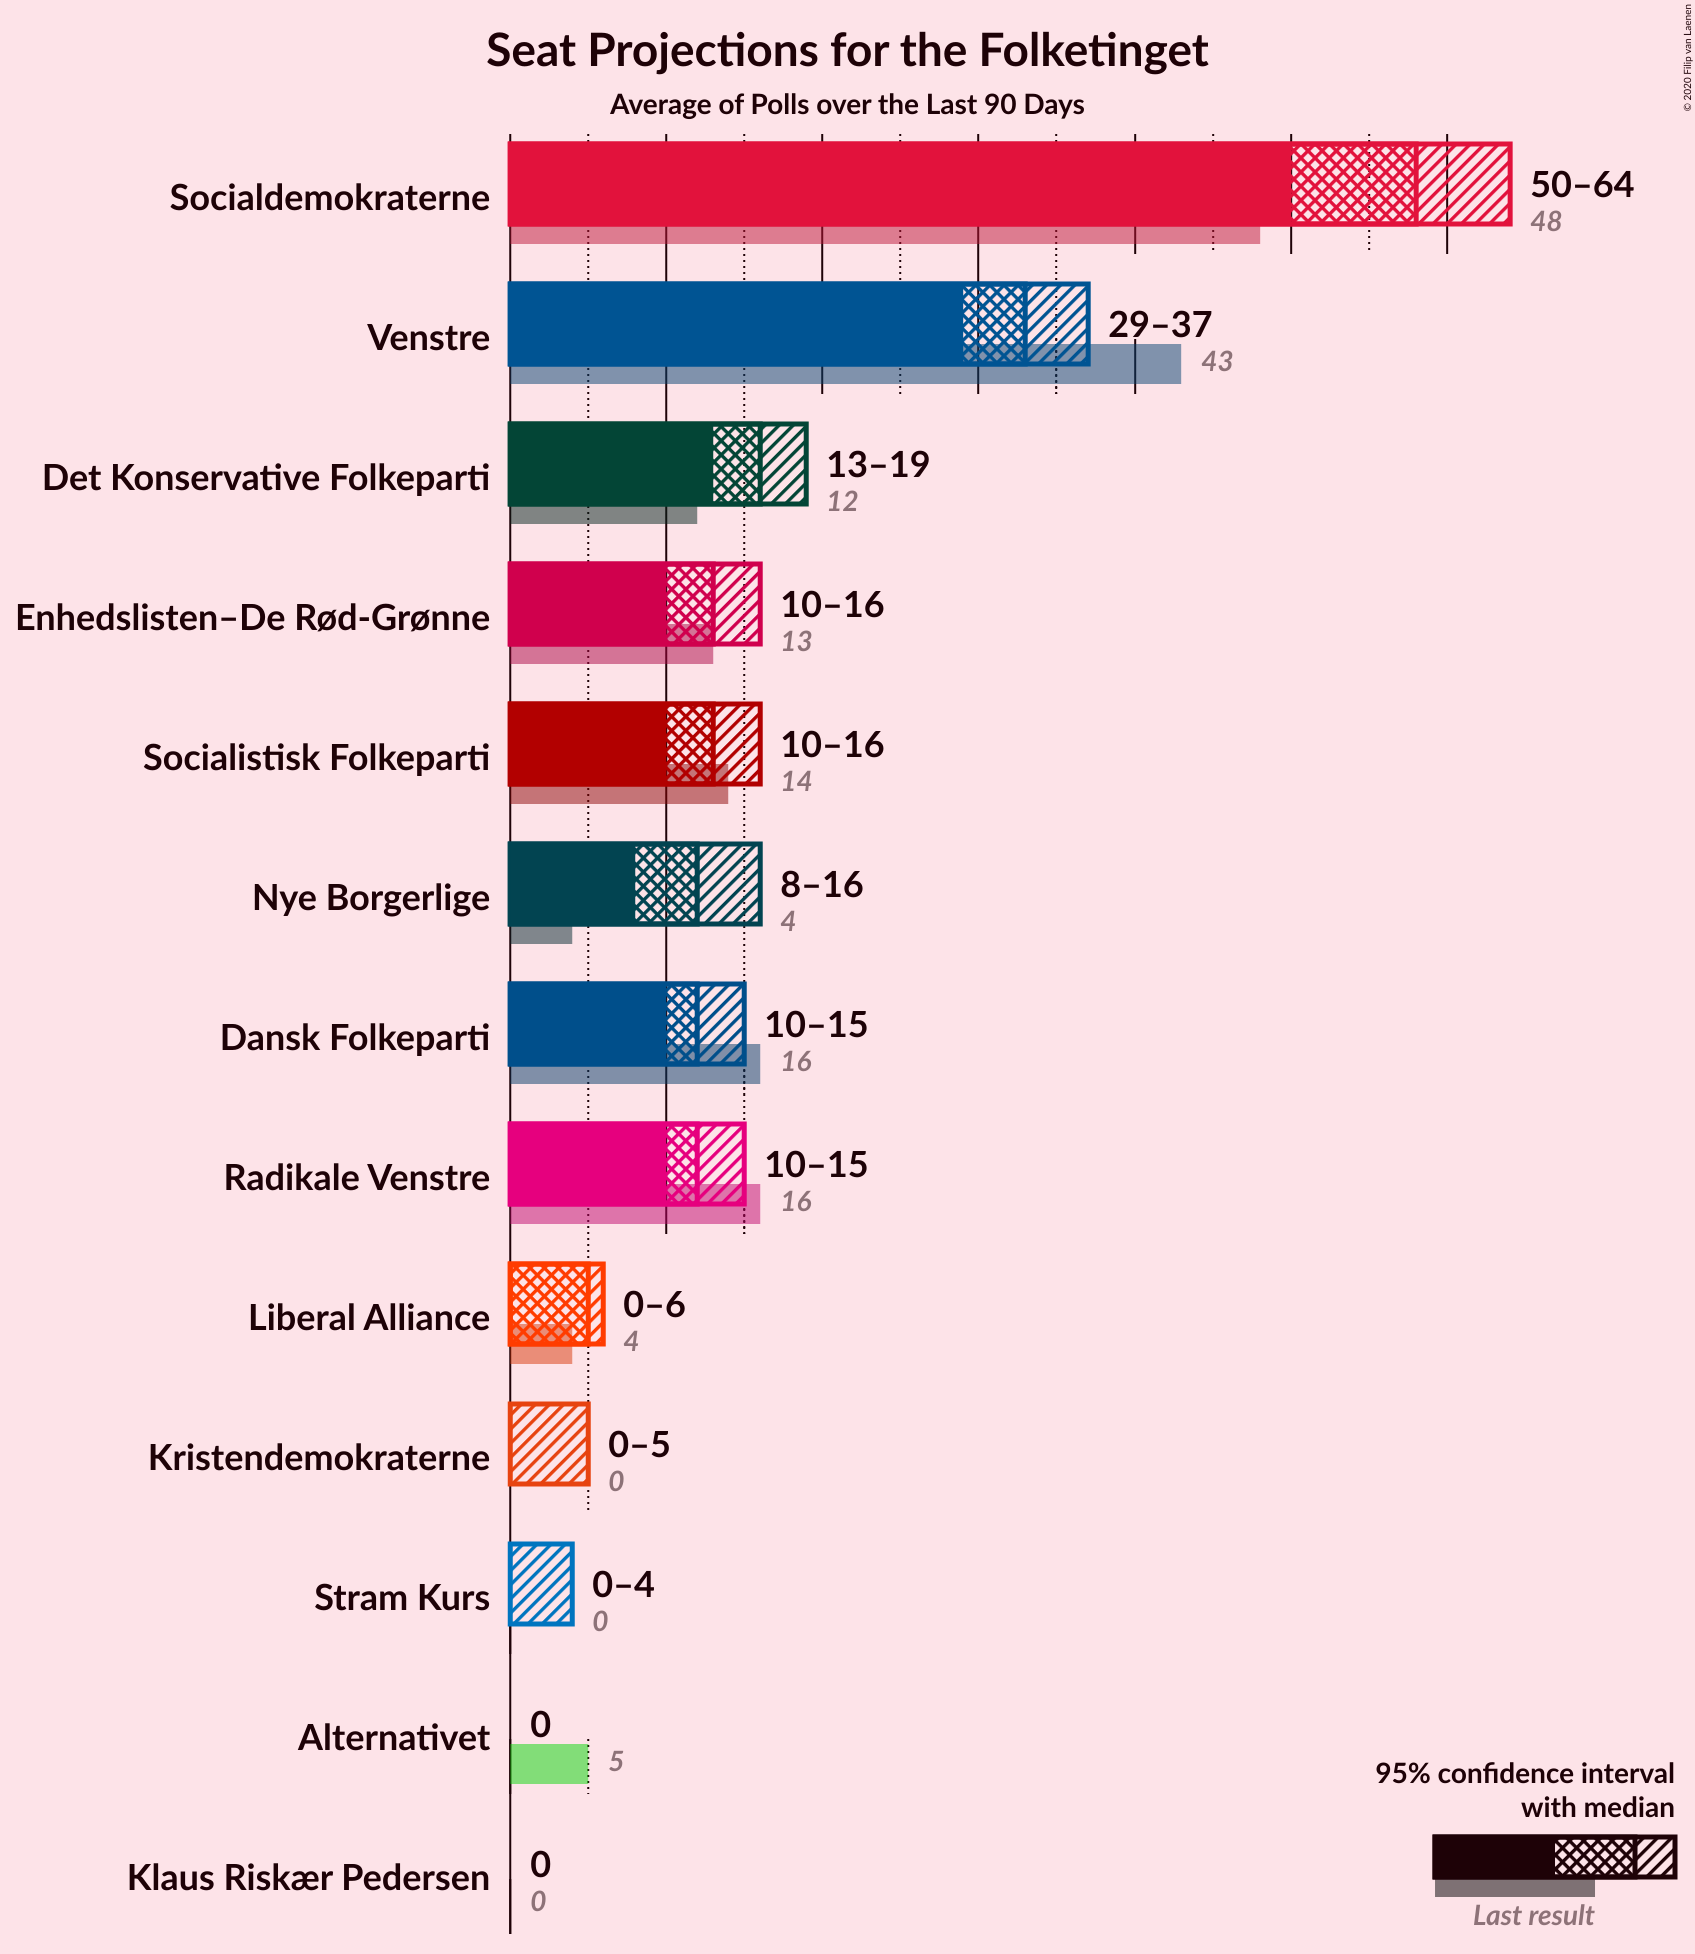 Seat Projections for the Folketinget
Average of Polls over the Last 90 Days
© 2020 Filip van Laenen
Socialdemokraterne
50–64
48
Venstre
29–37
43
Det Konservative Folkeparti
13–19
12
Enhedslisten–De Rød-Grønne
10–16
13
Socialistisk Folkeparti
10–16
14
Nye Borgerlige
8–16
4
Dansk Folkeparti
10–15
16
Radikale Venstre
10–15
16
Liberal Alliance
0–6
4
Kristendemokraterne
0–5
0
Stram Kurs
0–4
0
Alternativet
0
5
Klaus Riskær Pedersen
0
0
95% confidence interval
with median
Last result